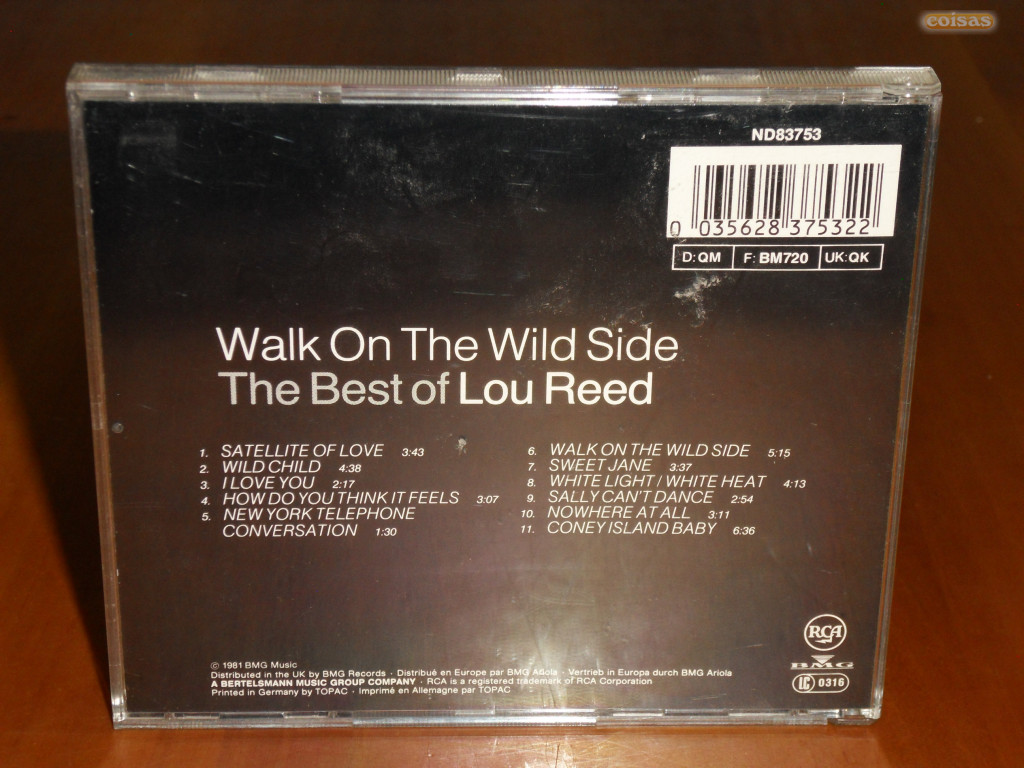 coisas
ND83753
0 035628 375322
D: QM F: BM720 UK: QK
Walk On The Wild Side
The Best of Lou Reed
1. SATELLITE OF LOVE 3:43
2. WILD CHILD 4:38
3. I LOVE YOU 2:17
4. HOW DO YOU THINK IT FEELS 3:07
5. NEW YORK TELEPHONE
CONVERSATION 1:30
6. WALK ON THE WILD SIDE 5:15
7. SWEET JANE 3:37
8. WHITE LIGHT / WHITE HEAT 4:13
9. SALLY CAN'T DANCE 2:54
10. NOWHERE AT ALL 3:11
11. CONEY ISLAND BABY 6:36
RCA
BMG
LC 0316
© 1981 BMG Music
Distributed in the UK by BMG Records · Distribué en Europe par BMG Ariola · Vertrieb in Europa durch BMG Ariola
A BERTELSMANN MUSIC GROUP COMPANY · RCA is a registered trademark of RCA Corporation
Printed in Germany by TOPAC · Imprimé en Allemagne par TOPAC